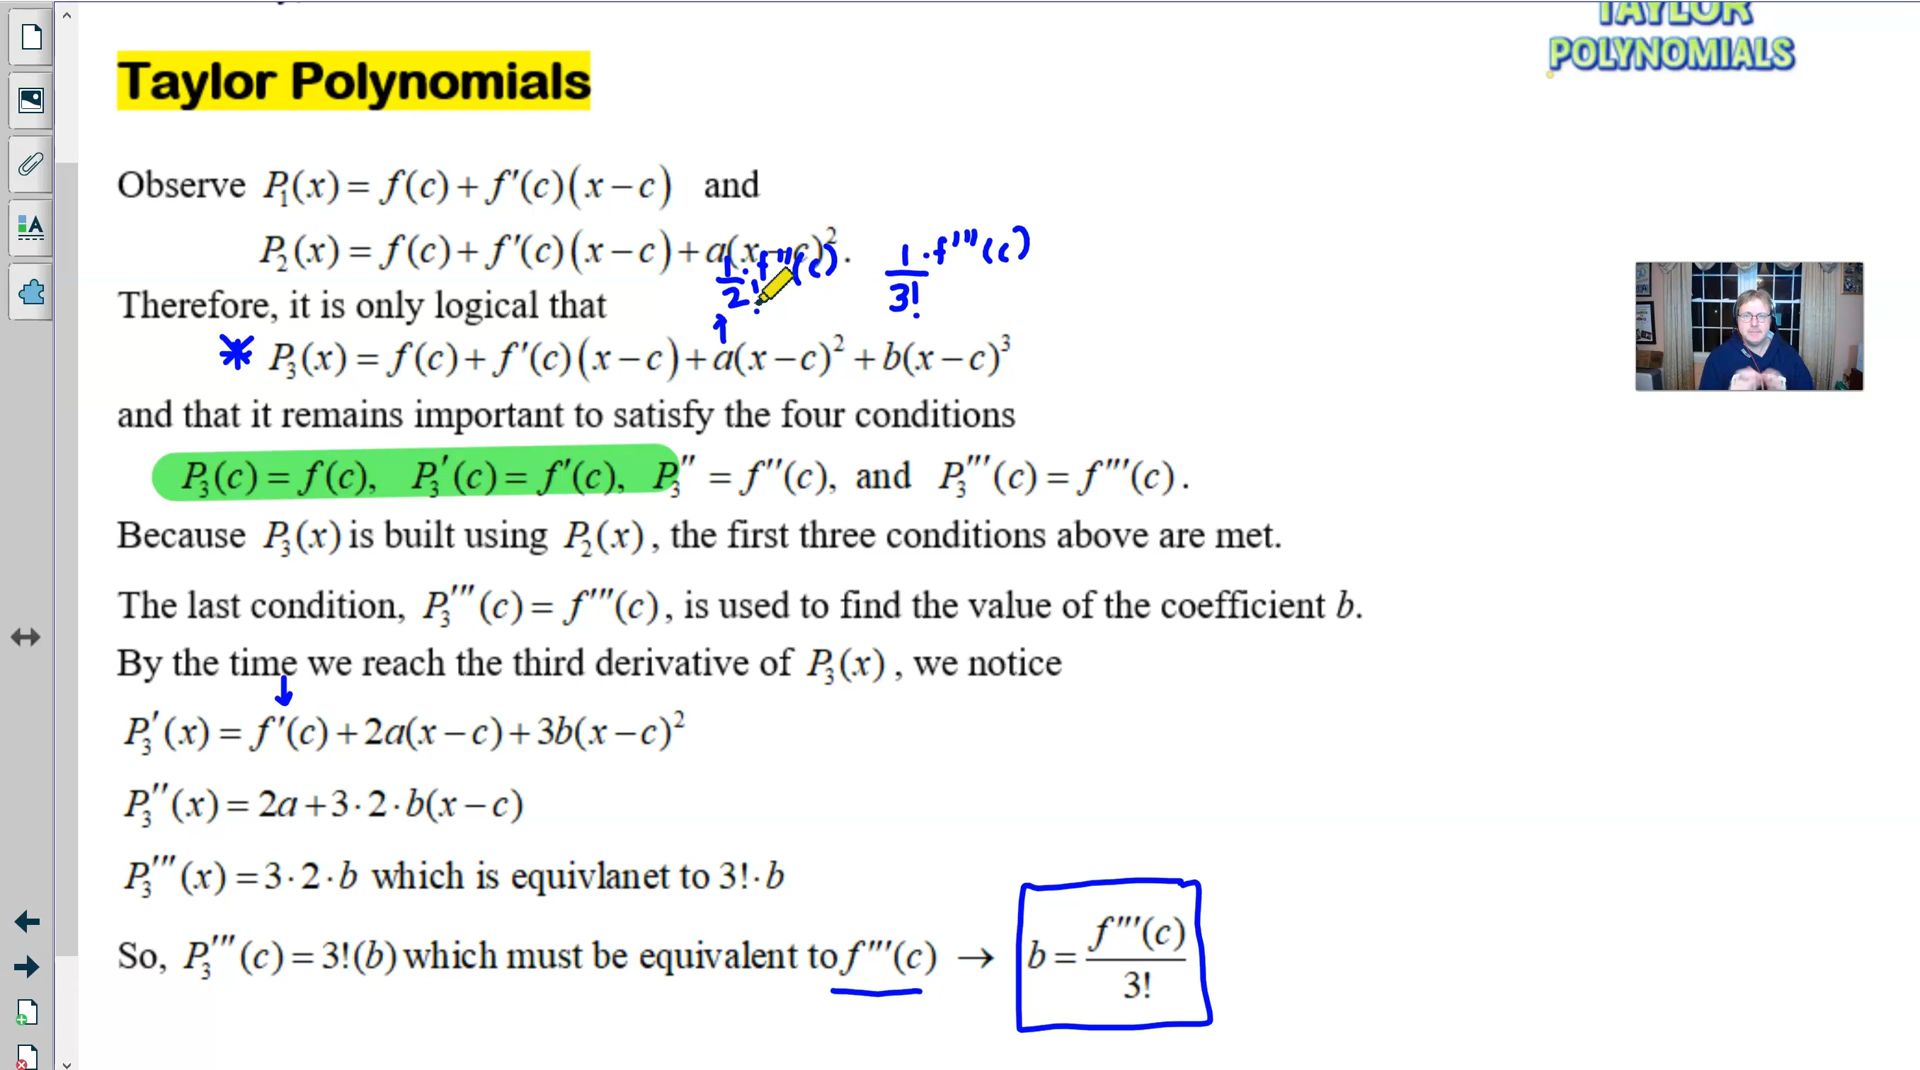 TAYLOR
POLYNOMIALS
Taylor Polynomials
Observe P₁(x) = f(c) + f′(c)(x − c) and
P₂(x) = f(c) + f′(c)(x − c) + a(x − c)².
1/2! · f″(c) 1/3! · f‴(c)
Therefore, it is only logical that
* P₃(x) = f(c) + f′(c)(x − c) + a(x − c)² + b(x − c)³
and that it remains important to satisfy the four conditions
P₃(c) = f(c), P₃′(c) = f′(c), P₃″ = f″(c), and P₃‴(c) = f‴(c).
Because P₃(x) is built using P₂(x), the first three conditions above are met.
The last condition, P₃‴(c) = f‴(c), is used to find the value of the coefficient b.
By the time we reach the third derivative of P₃(x), we notice
P₃′(x) = f′(c) + 2a(x − c) + 3b(x − c)²
P₃″(x) = 2a + 3 · 2 · b(x − c)
P₃‴(x) = 3 · 2 · b which is equivlanet to 3! · b
So, P₃‴(c) = 3!(b) which must be equivalent to f‴(c) → b = f‴(c)/3!